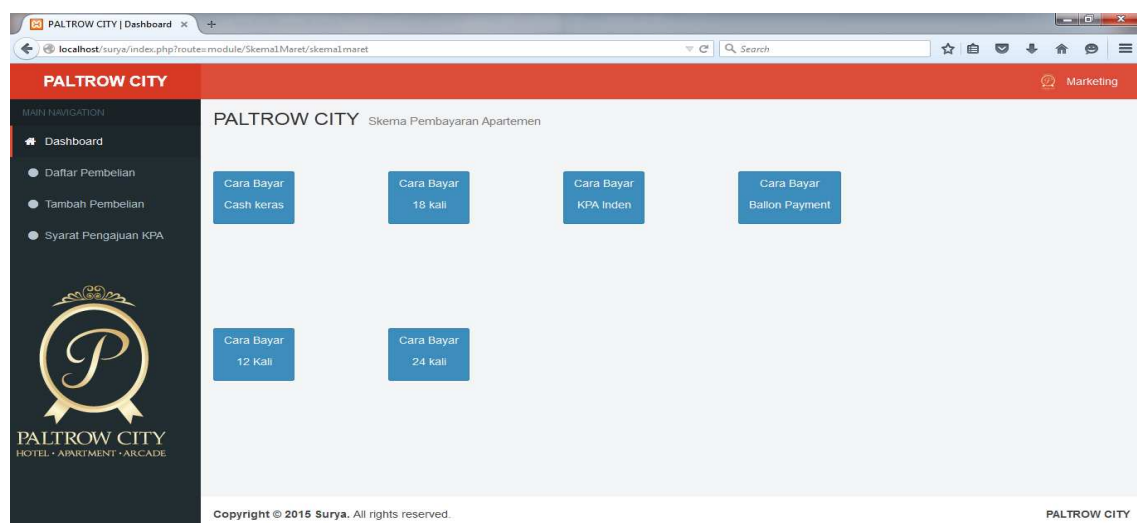 PALTROW CITY | Dashboard
localhost/surya/index.php?route=module/Skema1Maret/skema1maret
Search
PALTROW CITY
Marketing
MAIN NAVIGATION
Dashboard
Daftar Pembelian
Tambah Pembelian
Syarat Pengajuan KPA
P
PALTROW CITY
HOTEL • APARTMENT • ARCADE
PALTROW CITY Skema Pembayaran Apartemen
Cara Bayar
Cash keras
Cara Bayar
18 kali
Cara Bayar
KPA Inden
Cara Bayar
Ballon Payment
Cara Bayar
12 Kali
Cara Bayar
24 kali
Copyright © 2015 Surya. All rights reserved.
PALTROW CITY